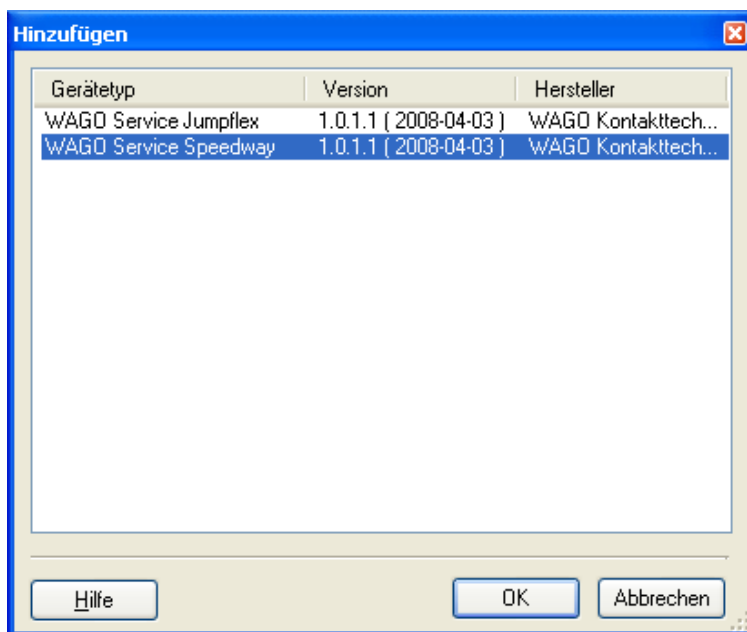 Hinzufügen
Gerätetyp Version Hersteller
WAGO Service Jumpflex 1.0.1.1 ( 2008-04-03 ) WAGO Kontakttech...
WAGO Service Speedway 1.0.1.1 ( 2008-04-03 ) WAGO Kontakttech...
Hilfe OK Abbrechen